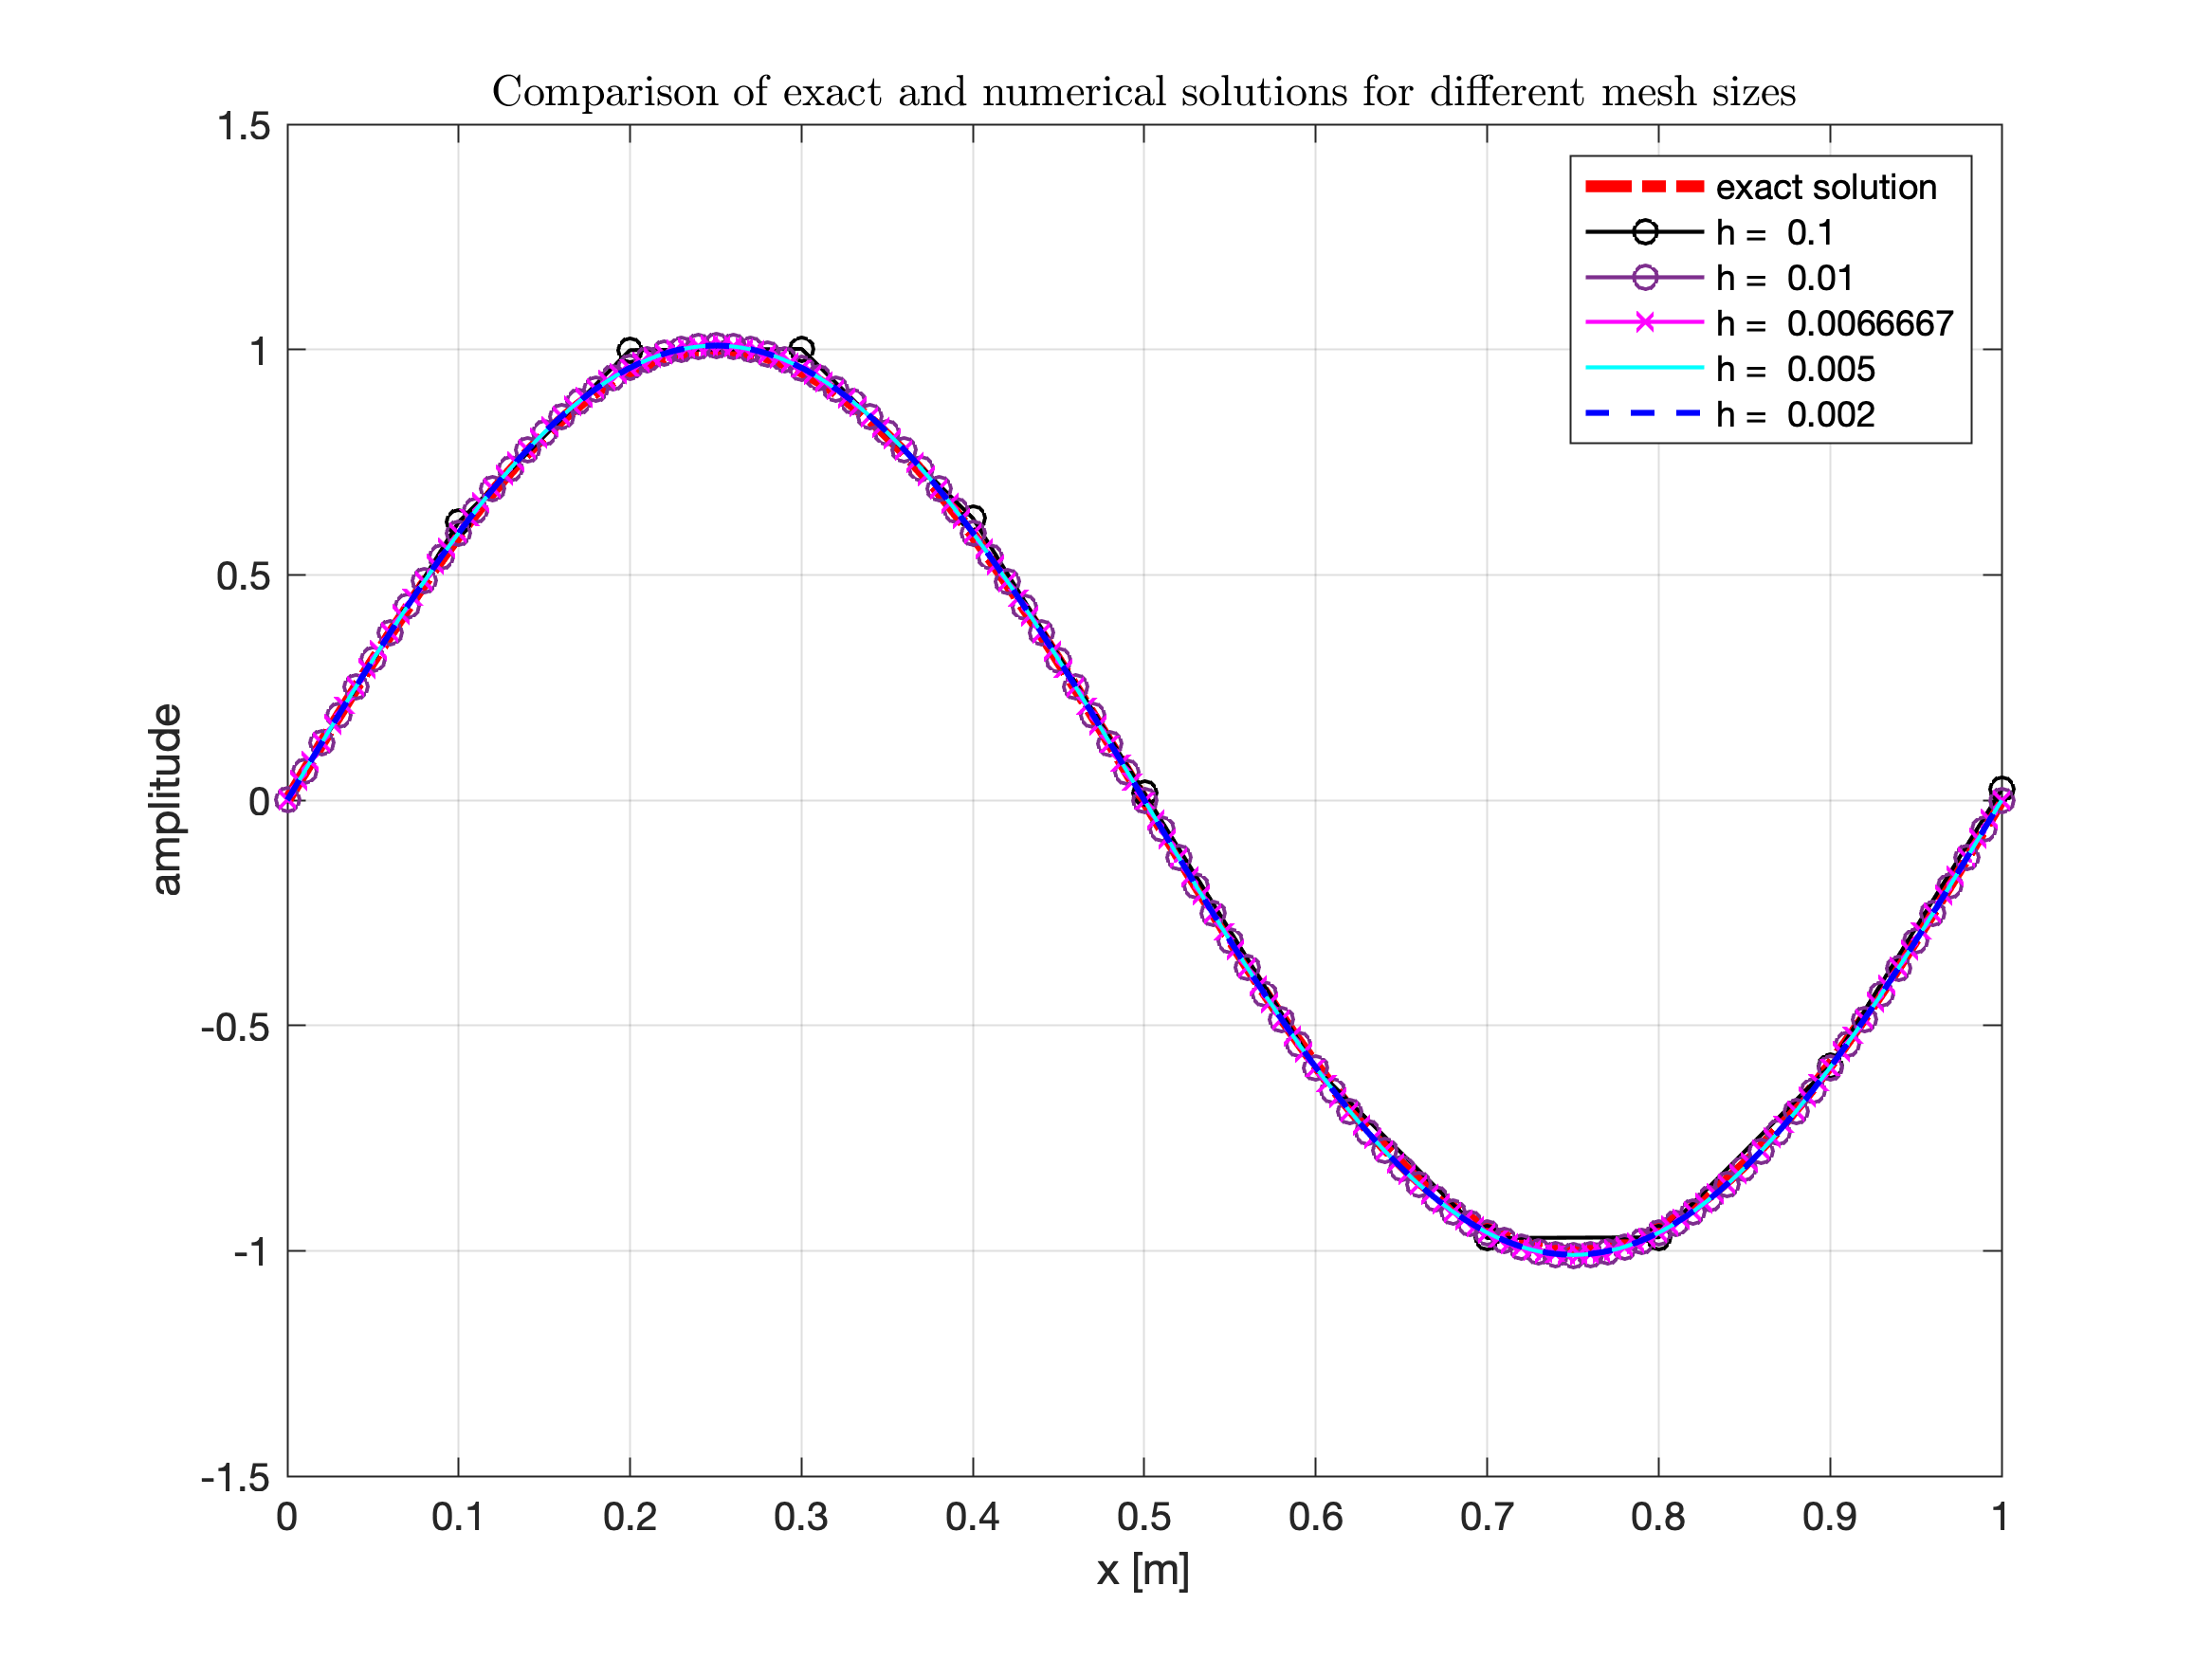 Comparison of exact and numerical solutions for different mesh sizes
1.5
1
0.5
0
-0.5
-1
-1.5
amplitude
exact solution
h =  0.1
h =  0.01
h =  0.0066667
h =  0.005
h =  0.002
0 0.1 0.2 0.3 0.4 0.5 0.6 0.7 0.8 0.9 1
x [m]